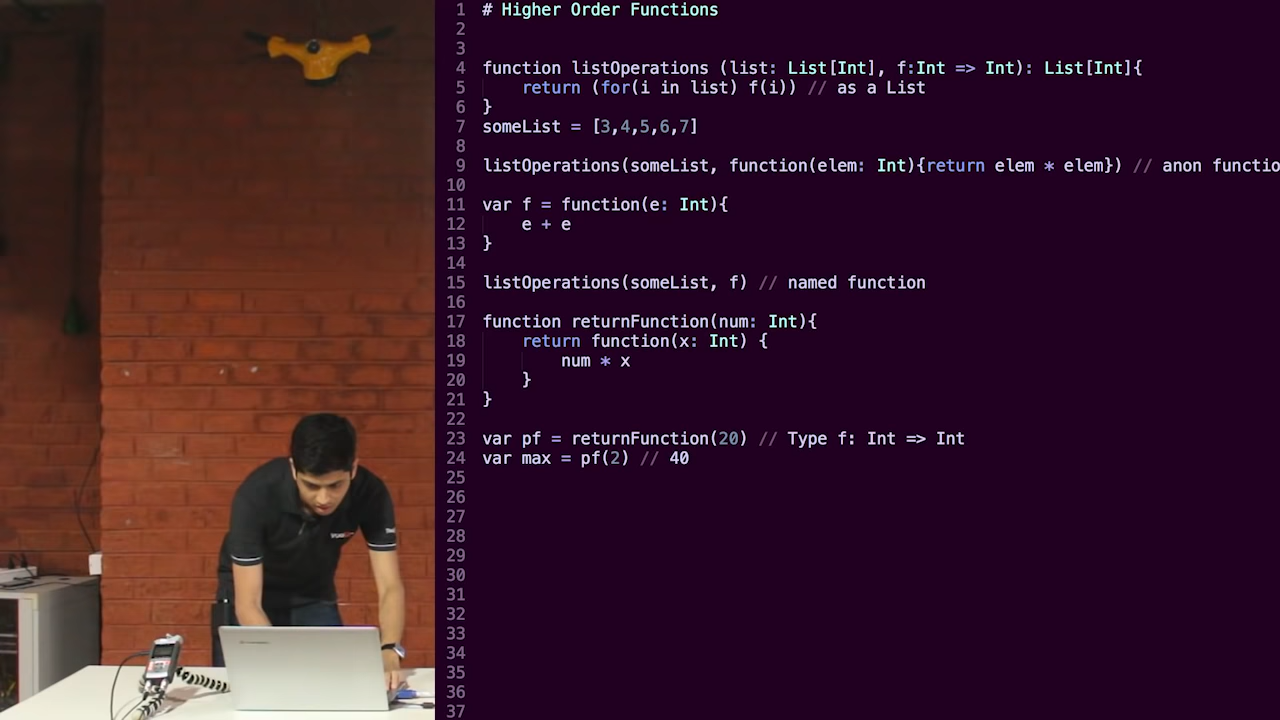 1 # Higher Order Functions
2
3
4 function listOperations (list: List[Int], f:Int => Int): List[Int]{
5 return (for(i in list) f(i)) // as a List
6 }
7 someList = [3,4,5,6,7]
8
9 listOperations(someList, function(elem: Int){return elem * elem}) // anon functio
10
11 var f = function(e: Int){
12 e + e
13 }
14
15 listOperations(someList, f) // named function
16
17 function returnFunction(num: Int){
18 return function(x: Int) {
19 num * x
20 }
21 }
22
23 var pf = returnFunction(20) // Type f: Int => Int
24 var max = pf(2) // 40
25
26
27
28
29
30
31
32
33
34
35
36
37